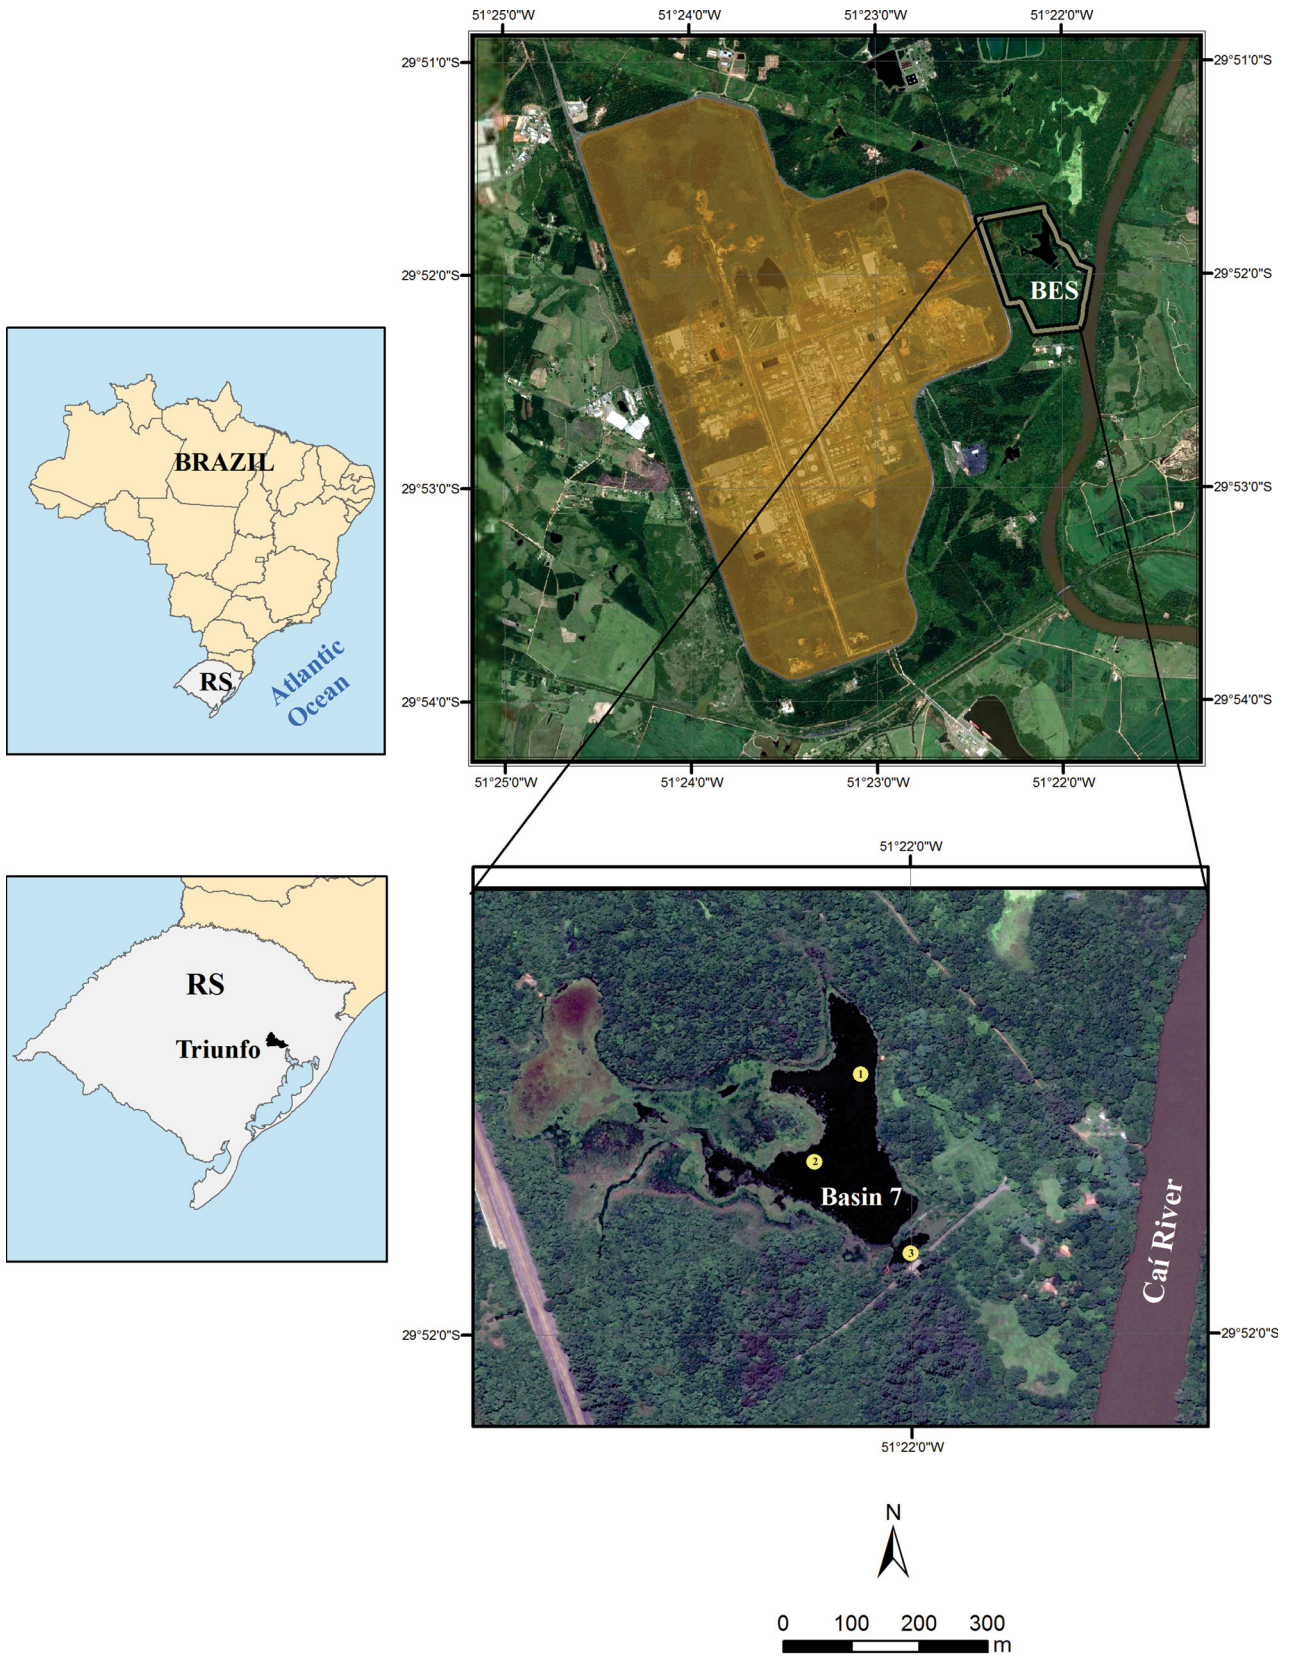 51°25'0"W 51°24'0"W 51°23'0"W 51°22'0"W
29°51'0"S 29°51'0"S
29°52'0"S 29°52'0"S
BES
29°53'0"S 29°53'0"S
29°54'0"S 29°54'0"S
51°25'0"W 51°24'0"W 51°23'0"W 51°22'0"W
BRAZIL
RS
Atlantic
Ocean
RS
Triunfo
51°22'0"W
1
2
Basin 7
3
Caí River
29°52'0"S 29°52'0"S
51°22'0"W
N
0 100 200 300
m